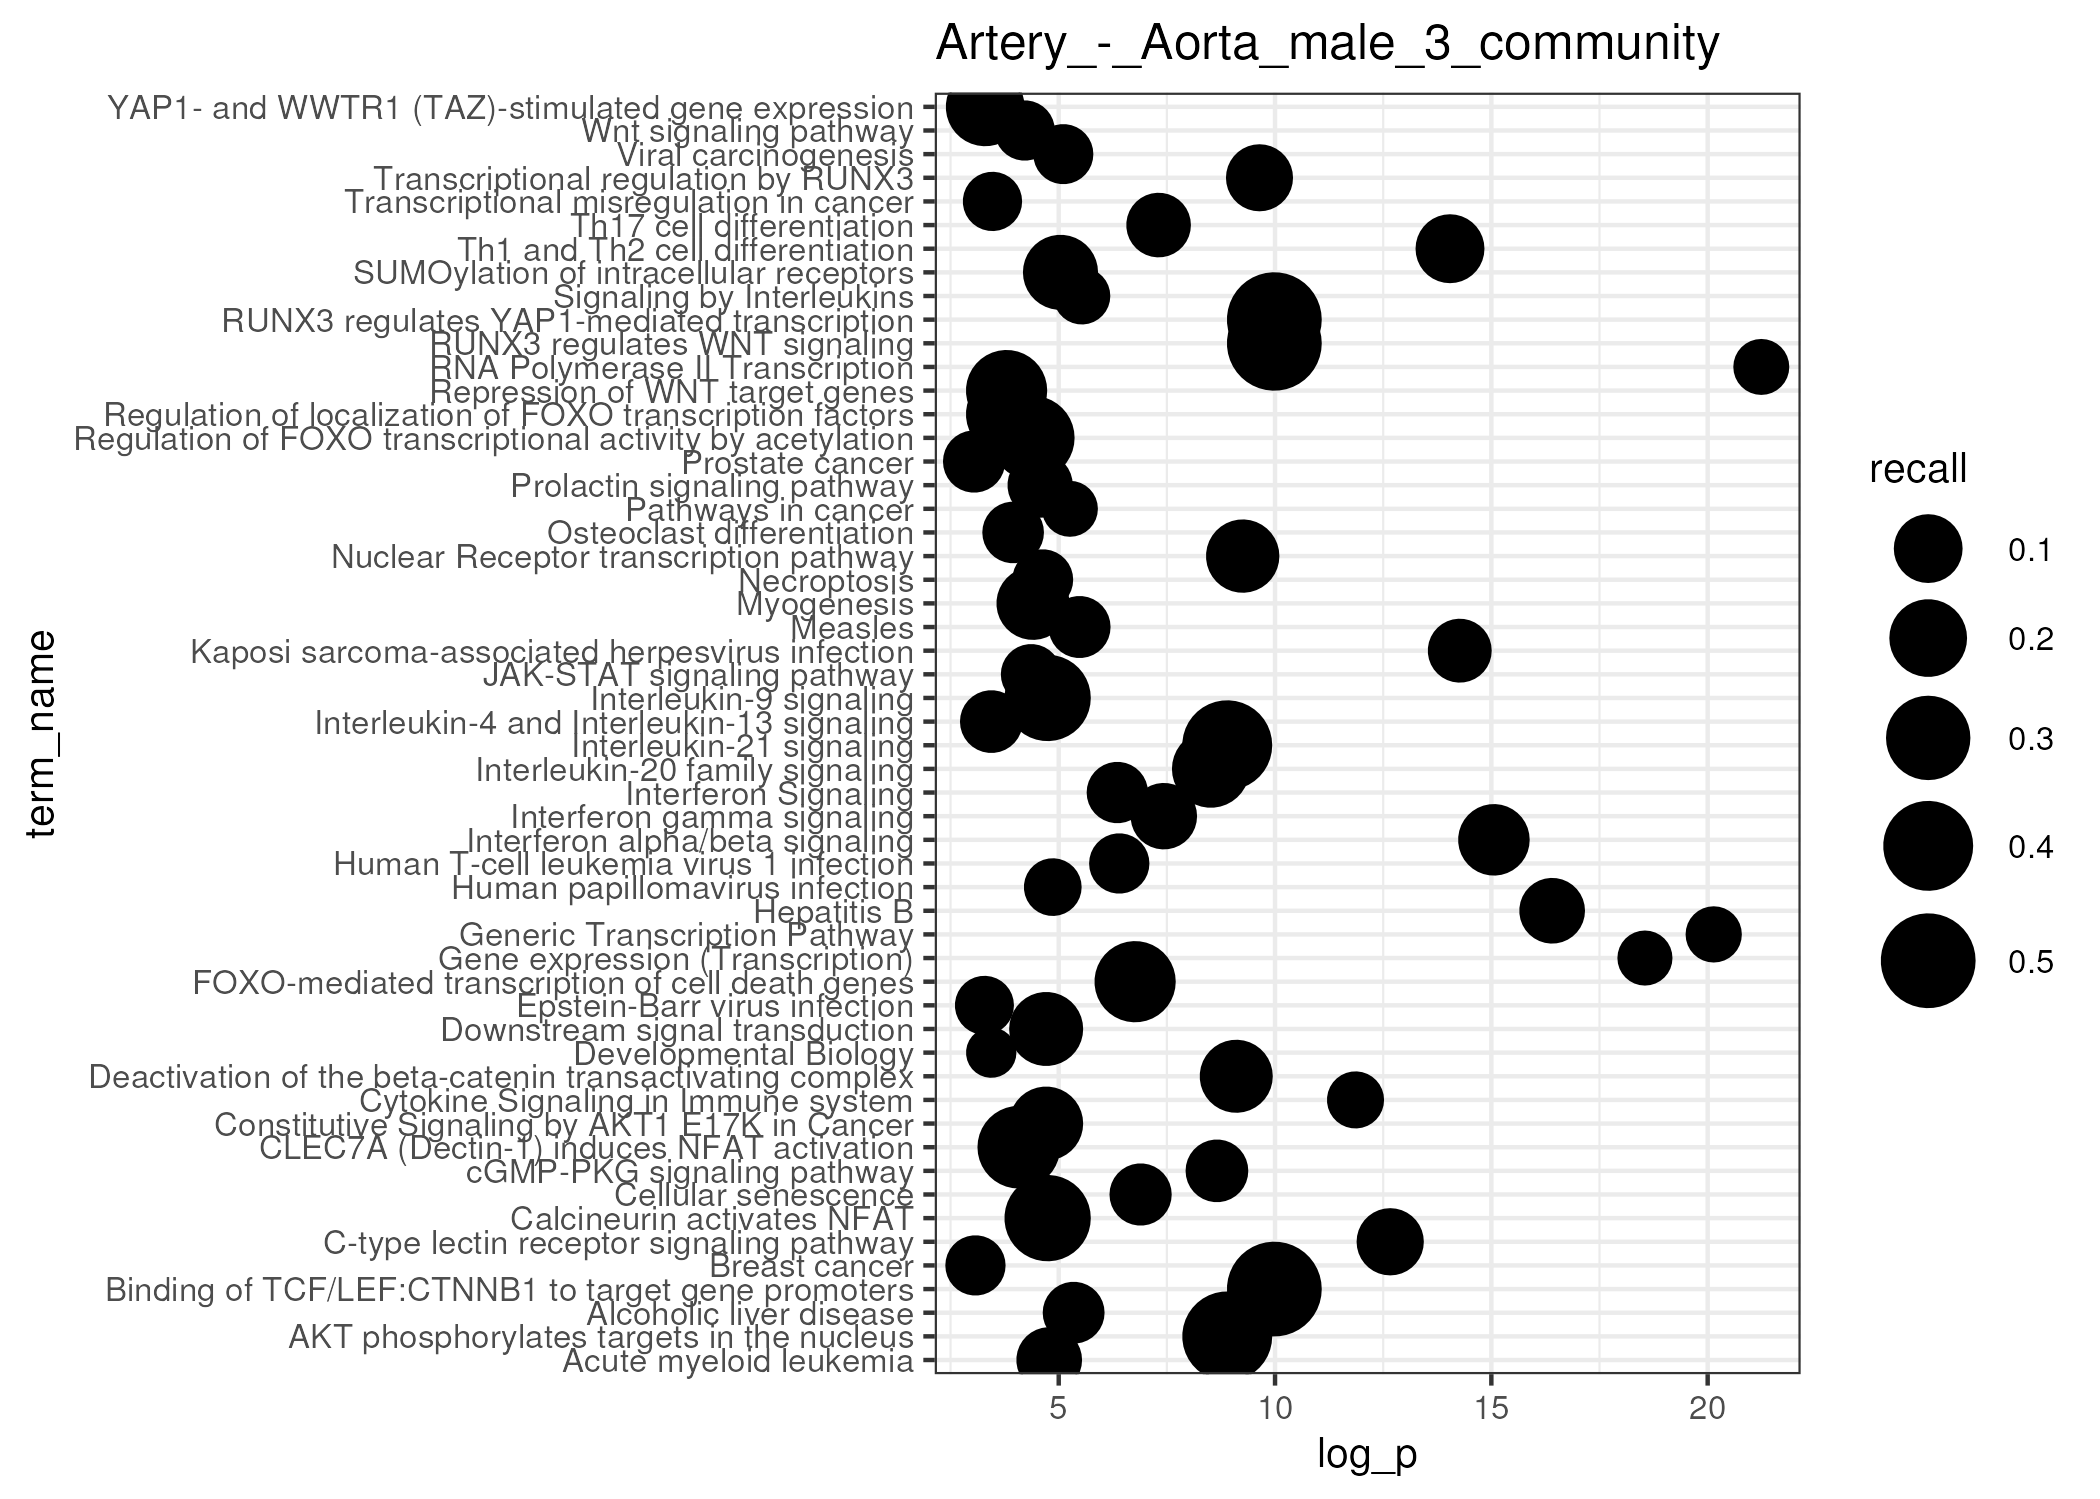 Artery_-_Aorta_male_3_community
YAP1- and WWTR1 (TAZ)-stimulated gene expression
Wnt signaling pathway
Viral carcinogenesis
Transcriptional regulation by RUNX3
Transcriptional misregulation in cancer
Th17 cell differentiation
Th1 and Th2 cell differentiation
SUMOylation of intracellular receptors
Signaling by Interleukins
RUNX3 regulates YAP1-mediated transcription
RUNX3 regulates WNT signaling
RNA Polymerase II Transcription
Repression of WNT target genes
Regulation of localization of FOXO transcription factors
Regulation of FOXO transcriptional activity by acetylation
Prostate cancer
Prolactin signaling pathway
Pathways in cancer
Osteoclast differentiation
Nuclear Receptor transcription pathway
Necroptosis
Myogenesis
Measles
Kaposi sarcoma-associated herpesvirus infection
JAK-STAT signaling pathway
Interleukin-9 signaling
Interleukin-4 and Interleukin-13 signaling
Interleukin-21 signaling
Interleukin-20 family signaling
Interferon Signaling
Interferon gamma signaling
Interferon alpha/beta signaling
Human T-cell leukemia virus 1 infection
Human papillomavirus infection
Hepatitis B
Generic Transcription Pathway
Gene expression (Transcription)
FOXO-mediated transcription of cell death genes
Epstein-Barr virus infection
Downstream signal transduction
Developmental Biology
Deactivation of the beta-catenin transactivating complex
Cytokine Signaling in Immune system
Constitutive Signaling by AKT1 E17K in Cancer
CLEC7A (Dectin-1) induces NFAT activation
cGMP-PKG signaling pathway
Cellular senescence
Calcineurin activates NFAT
C-type lectin receptor signaling pathway
Breast cancer
Binding of TCF/LEF:CTNNB1 to target gene promoters
Alcoholic liver disease
AKT phosphorylates targets in the nucleus
Acute myeloid leukemia
term_name
5 10 15 20
log_p
recall
0.1
0.2
0.3
0.4
0.5